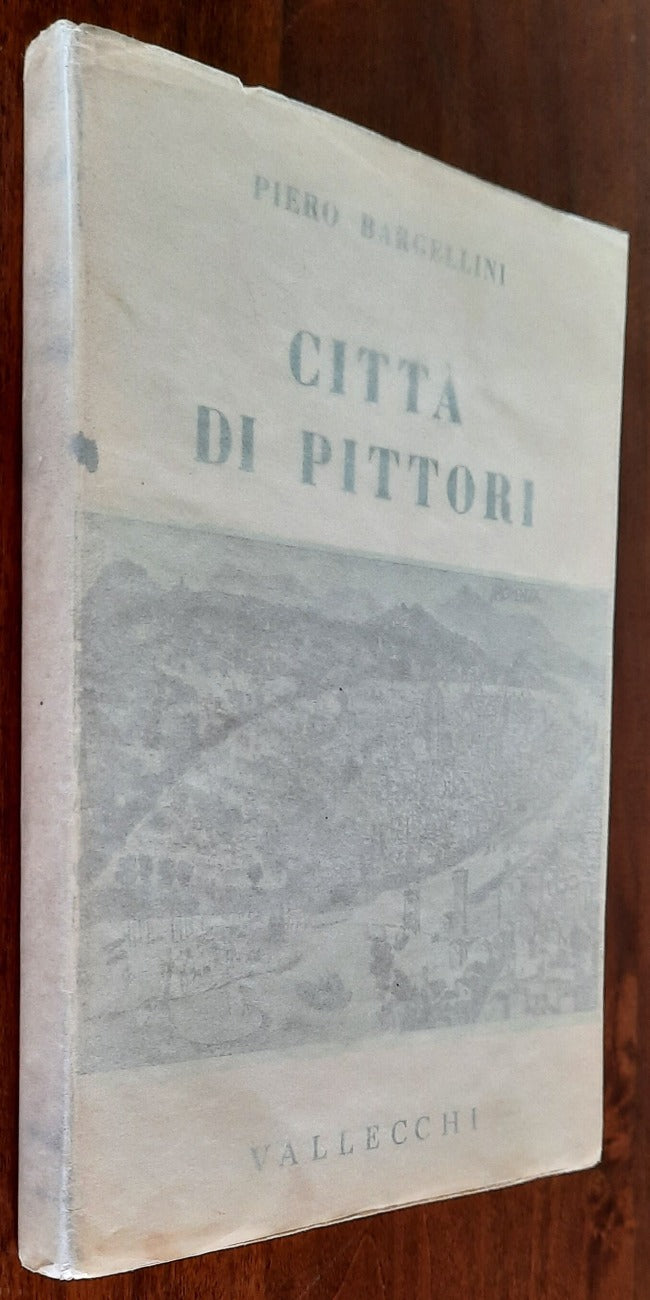 PIERO BARGELLINI
CITTÀ
DI PITTORI
VALLECCHI